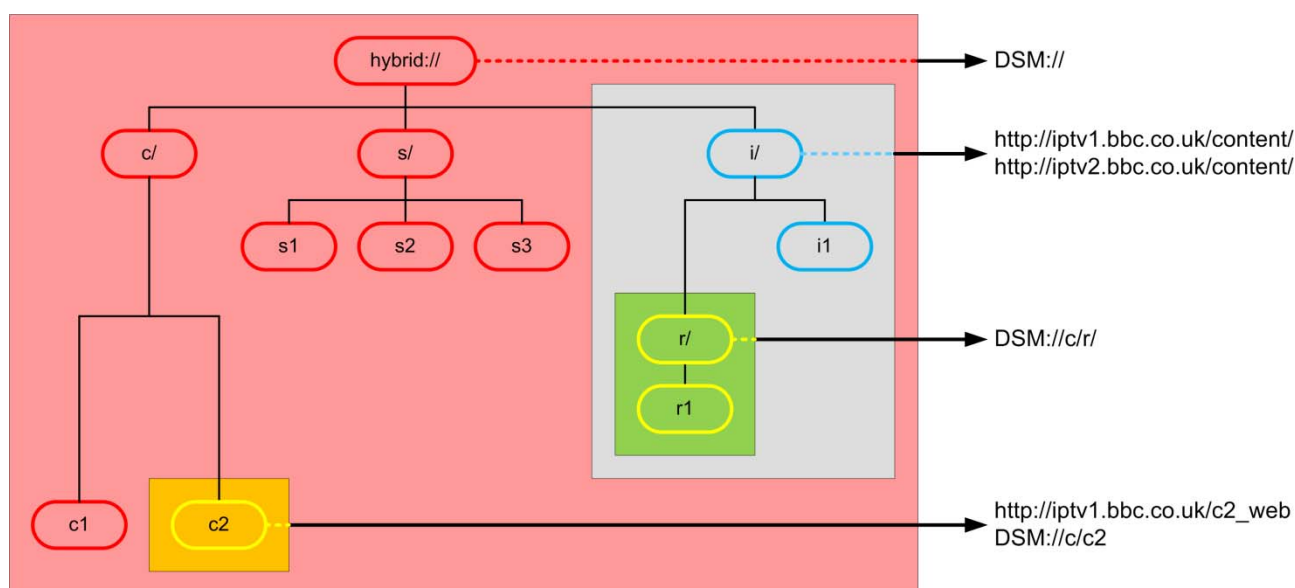 hybrid://
DSM://
c/
s/
i/
http://iptv1.bbc.co.uk/content/
http://iptv2.bbc.co.uk/content/
s1
s2
s3
i1
r/
DSM://c/r/
r1
c1
c2
http://iptv1.bbc.co.uk/c2_web
DSM://c/c2